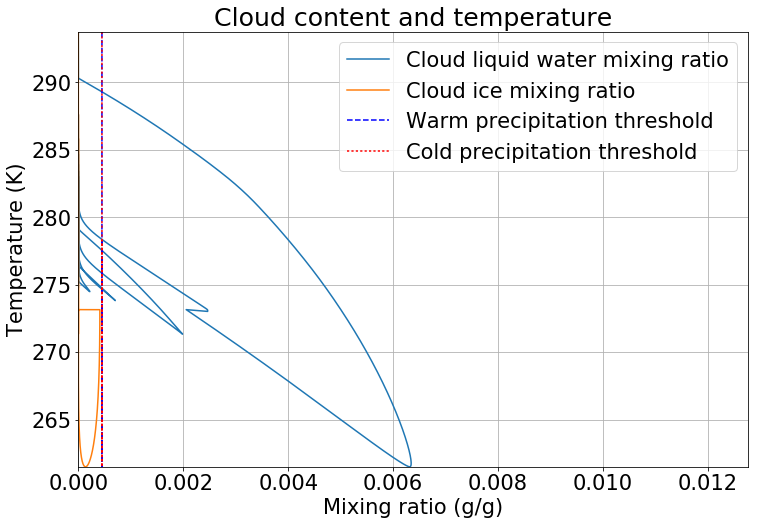 Cloud content and temperature
Cloud liquid water mixing ratio
Cloud ice mixing ratio
Warm precipitation threshold
Cold precipitation threshold
Temperature (K)
290
285
280
275
270
265
0.000 0.002 0.004 0.006 0.008 0.010 0.012
Mixing ratio (g/g)